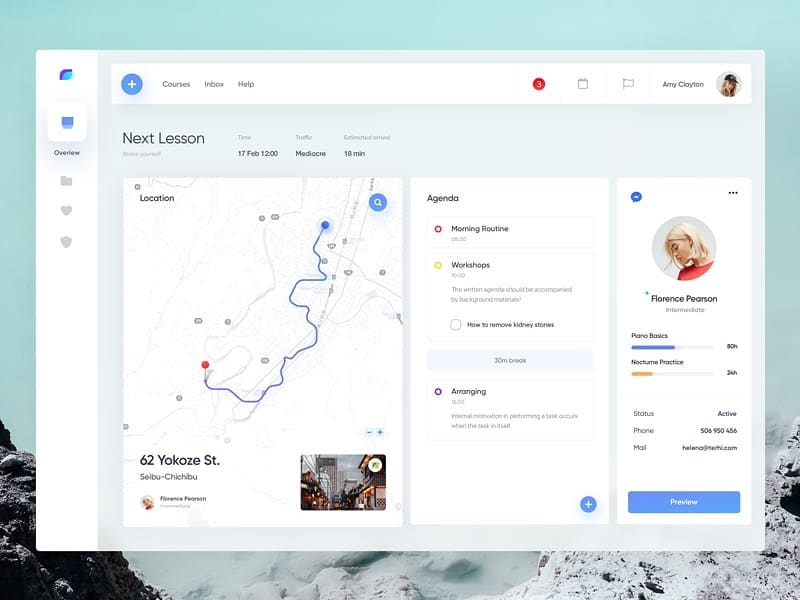 Courses
Inbox
Help
3
Amy Clayton
Overiew
Next Lesson
Brace yourself
Time
17 Feb 12:00
Traffic
Mediocre
Estimated arrival
18 min
Location
62 Yokoze St.
Seibu-Chichibu
Florence Pearson
Intermediate
Agenda
Morning Routine
08:00
Workshops
10:00
The written agenda should be accompanied
by background materials!
How to remove kidney stones
30m break
Arranging
15:00
Internal motivation in performing a task occurs
when the task in itself.
Florence Pearson
Intermediate
Piano Basics
80h
Nocturne Practice
24h
Status
Active
Phone
506 950 456
Mail
helena@terhi.com
Preview